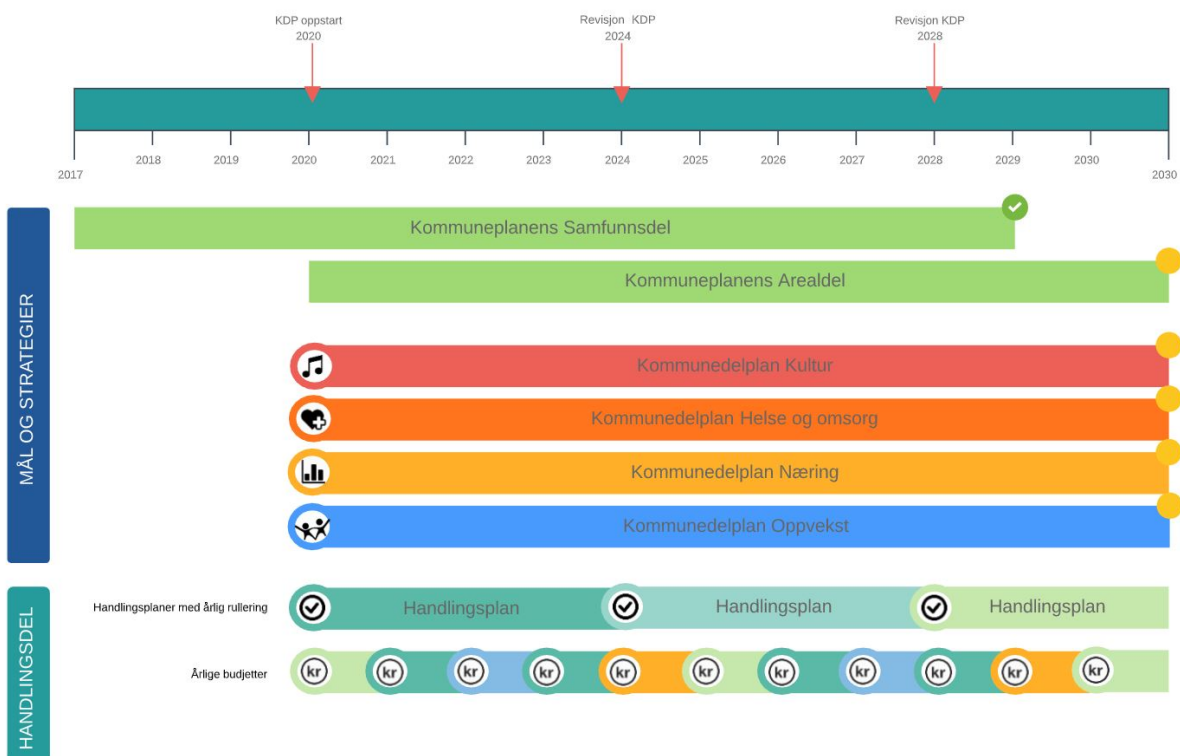 KDP oppstart
2020
Revisjon KDP
2024
Revisjon KDP
2028
2017
2018
2019
2020
2021
2022
2023
2024
2025
2026
2027
2028
2029
2030
2030
MÅL OG STRATEGIER
Kommuneplanens Samfunnsdel
Kommuneplanens Arealdel
Kommunedelplan Kultur
Kommunedelplan Helse og omsorg
Kommunedelplan Næring
Kommunedelplan Oppvekst
HANDLINGSDEL
Handlingsplaner med årlig rullering
Handlingsplan
Handlingsplan
Handlingsplan
Årlige budjetter
kr
kr
kr
kr
kr
kr
kr
kr
kr
kr
kr